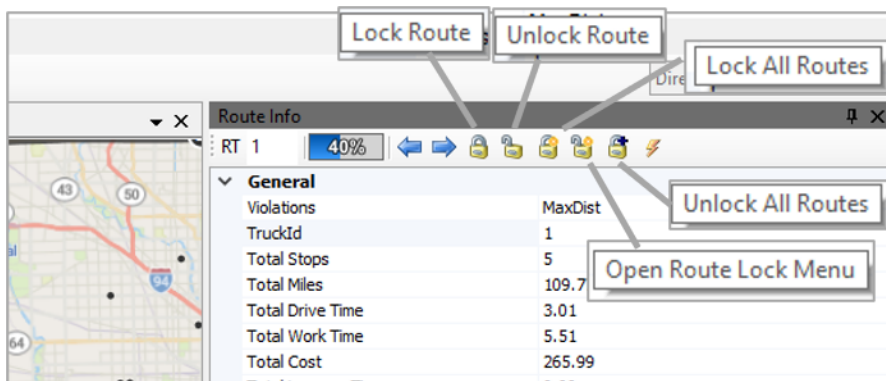 Lock Route
Unlock Route
Lock All Routes
Dire
Route Info
RT 1 40%
43
50
General
Violations MaxDist
Unlock All Routes
TruckId 1
Total Stops 5
Open Route Lock Menu
94
Total Miles 109.7
Total Drive Time 3.01
64
Total Work Time 5.51
Total Cost 265.99